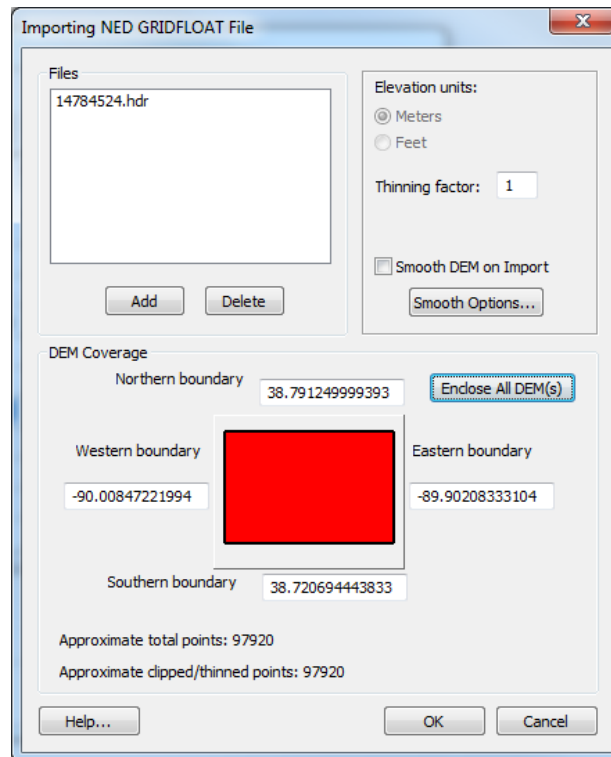 Importing NED GRIDFLOAT File
Files
14784524.hdr
Add
Delete
Elevation units:
Meters
Feet
Thinning factor: 1
Smooth DEM on Import
Smooth Options...
DEM Coverage
Northern boundary
38.791249999393
Enclose All DEM(s)
Western boundary
-90.00847221994
Eastern boundary
-89.90208333104
Southern boundary
38.720694443833
Approximate total points: 97920
Approximate clipped/thinned points: 97920
Help...
OK
Cancel